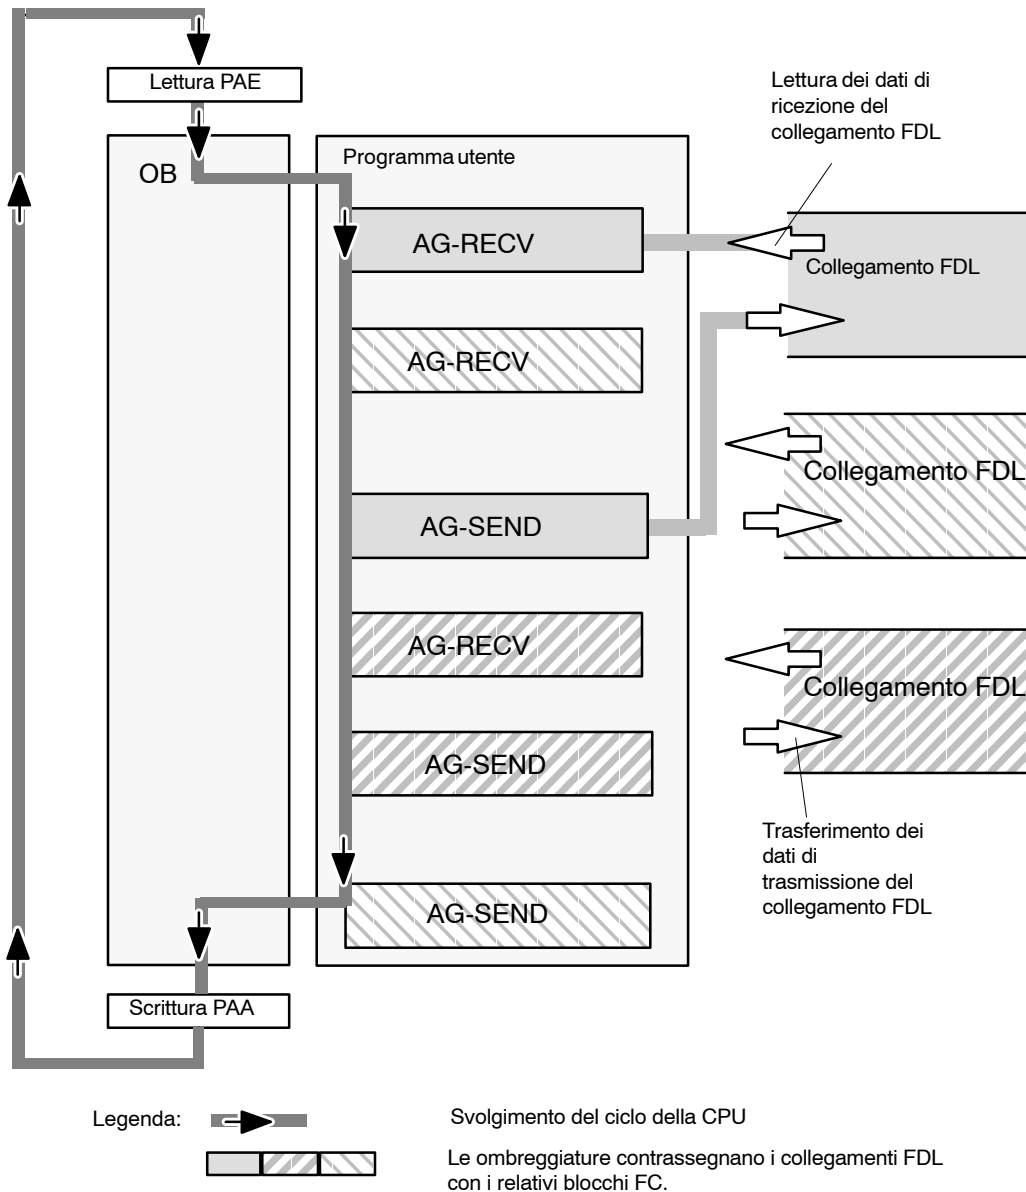 Lettura PAE
Lettura dei dati di
ricezione del
collegamento FDL
OB
Programma utente
AG-RECV
Collegamento FDL
AG-RECV
Collegamento FDL
AG-SEND
AG-RECV
Collegamento FDL
AG-SEND
Trasferimento dei
dati di
trasmissione del
collegamento FDL
AG-SEND
Scrittura PAA
Legenda:
Svolgimento del ciclo della CPU
Le ombreggiature contrassegnano i collegamenti FDL
con i relativi blocchi FC.